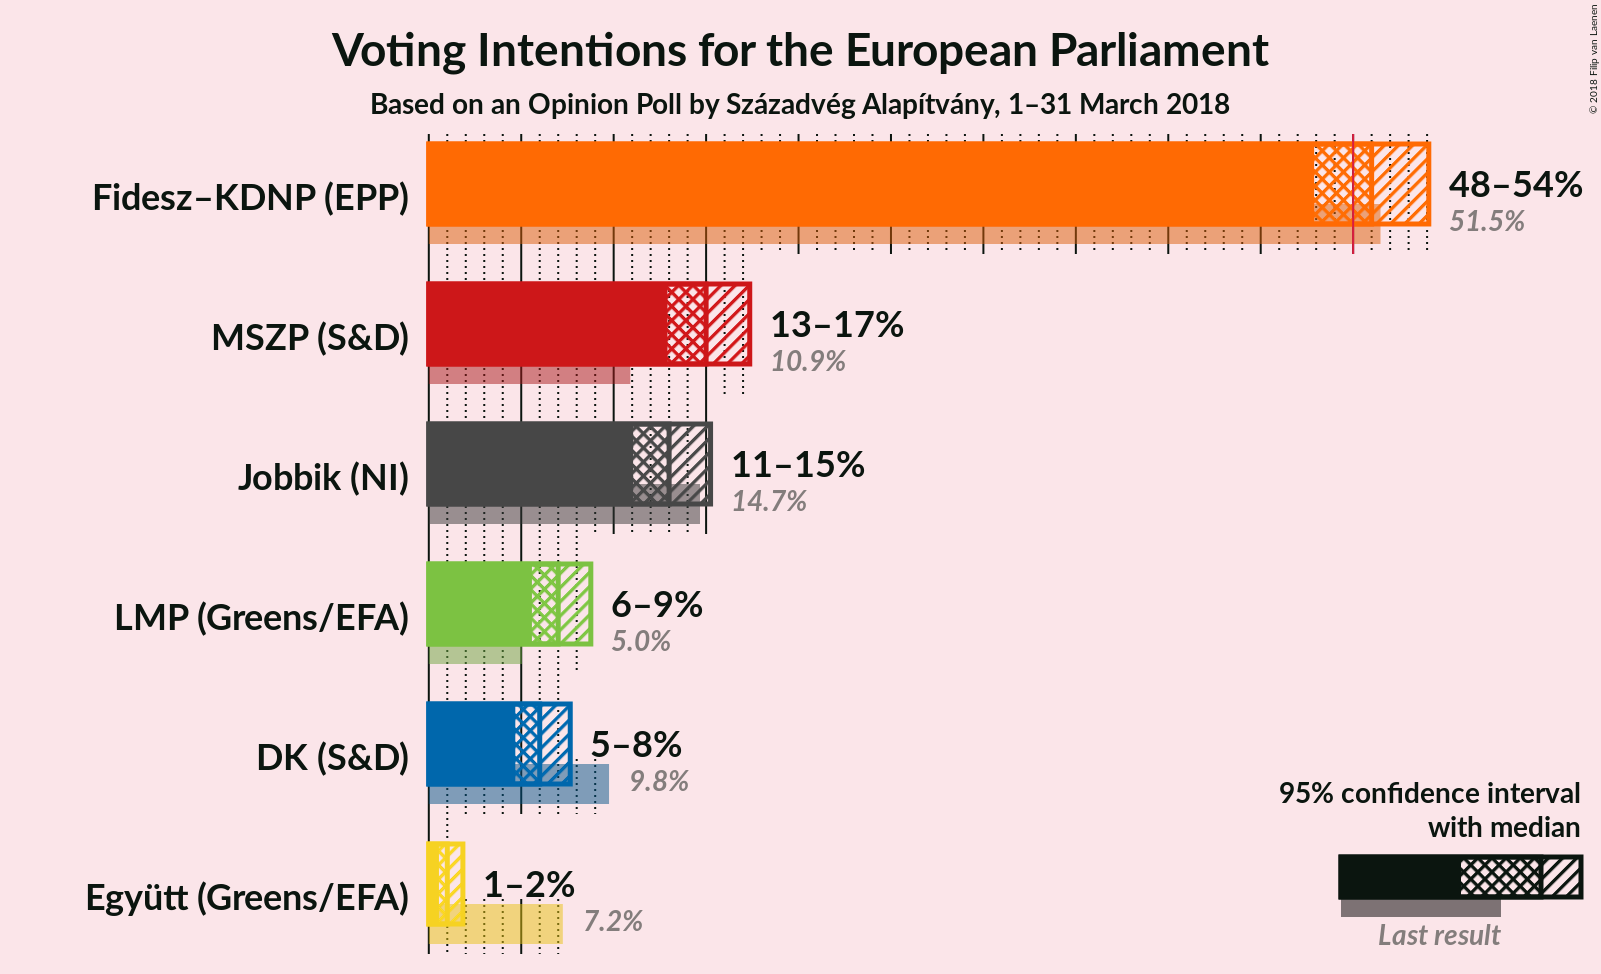 Voting Intentions for the European Parliament
Based on an Opinion Poll by Századvég Alapítvány, 1–31 March 2018
© 2018 Filip van Laenen
Fidesz–KDNP (EPP)
48–54%
51.5%
MSZP (S&D)
13–17%
10.9%
Jobbik (NI)
11–15%
14.7%
LMP (Greens/EFA)
6–9%
5.0%
DK (S&D)
5–8%
9.8%
Együtt (Greens/EFA)
1–2%
7.2%
95% confidence interval
with median
Last result